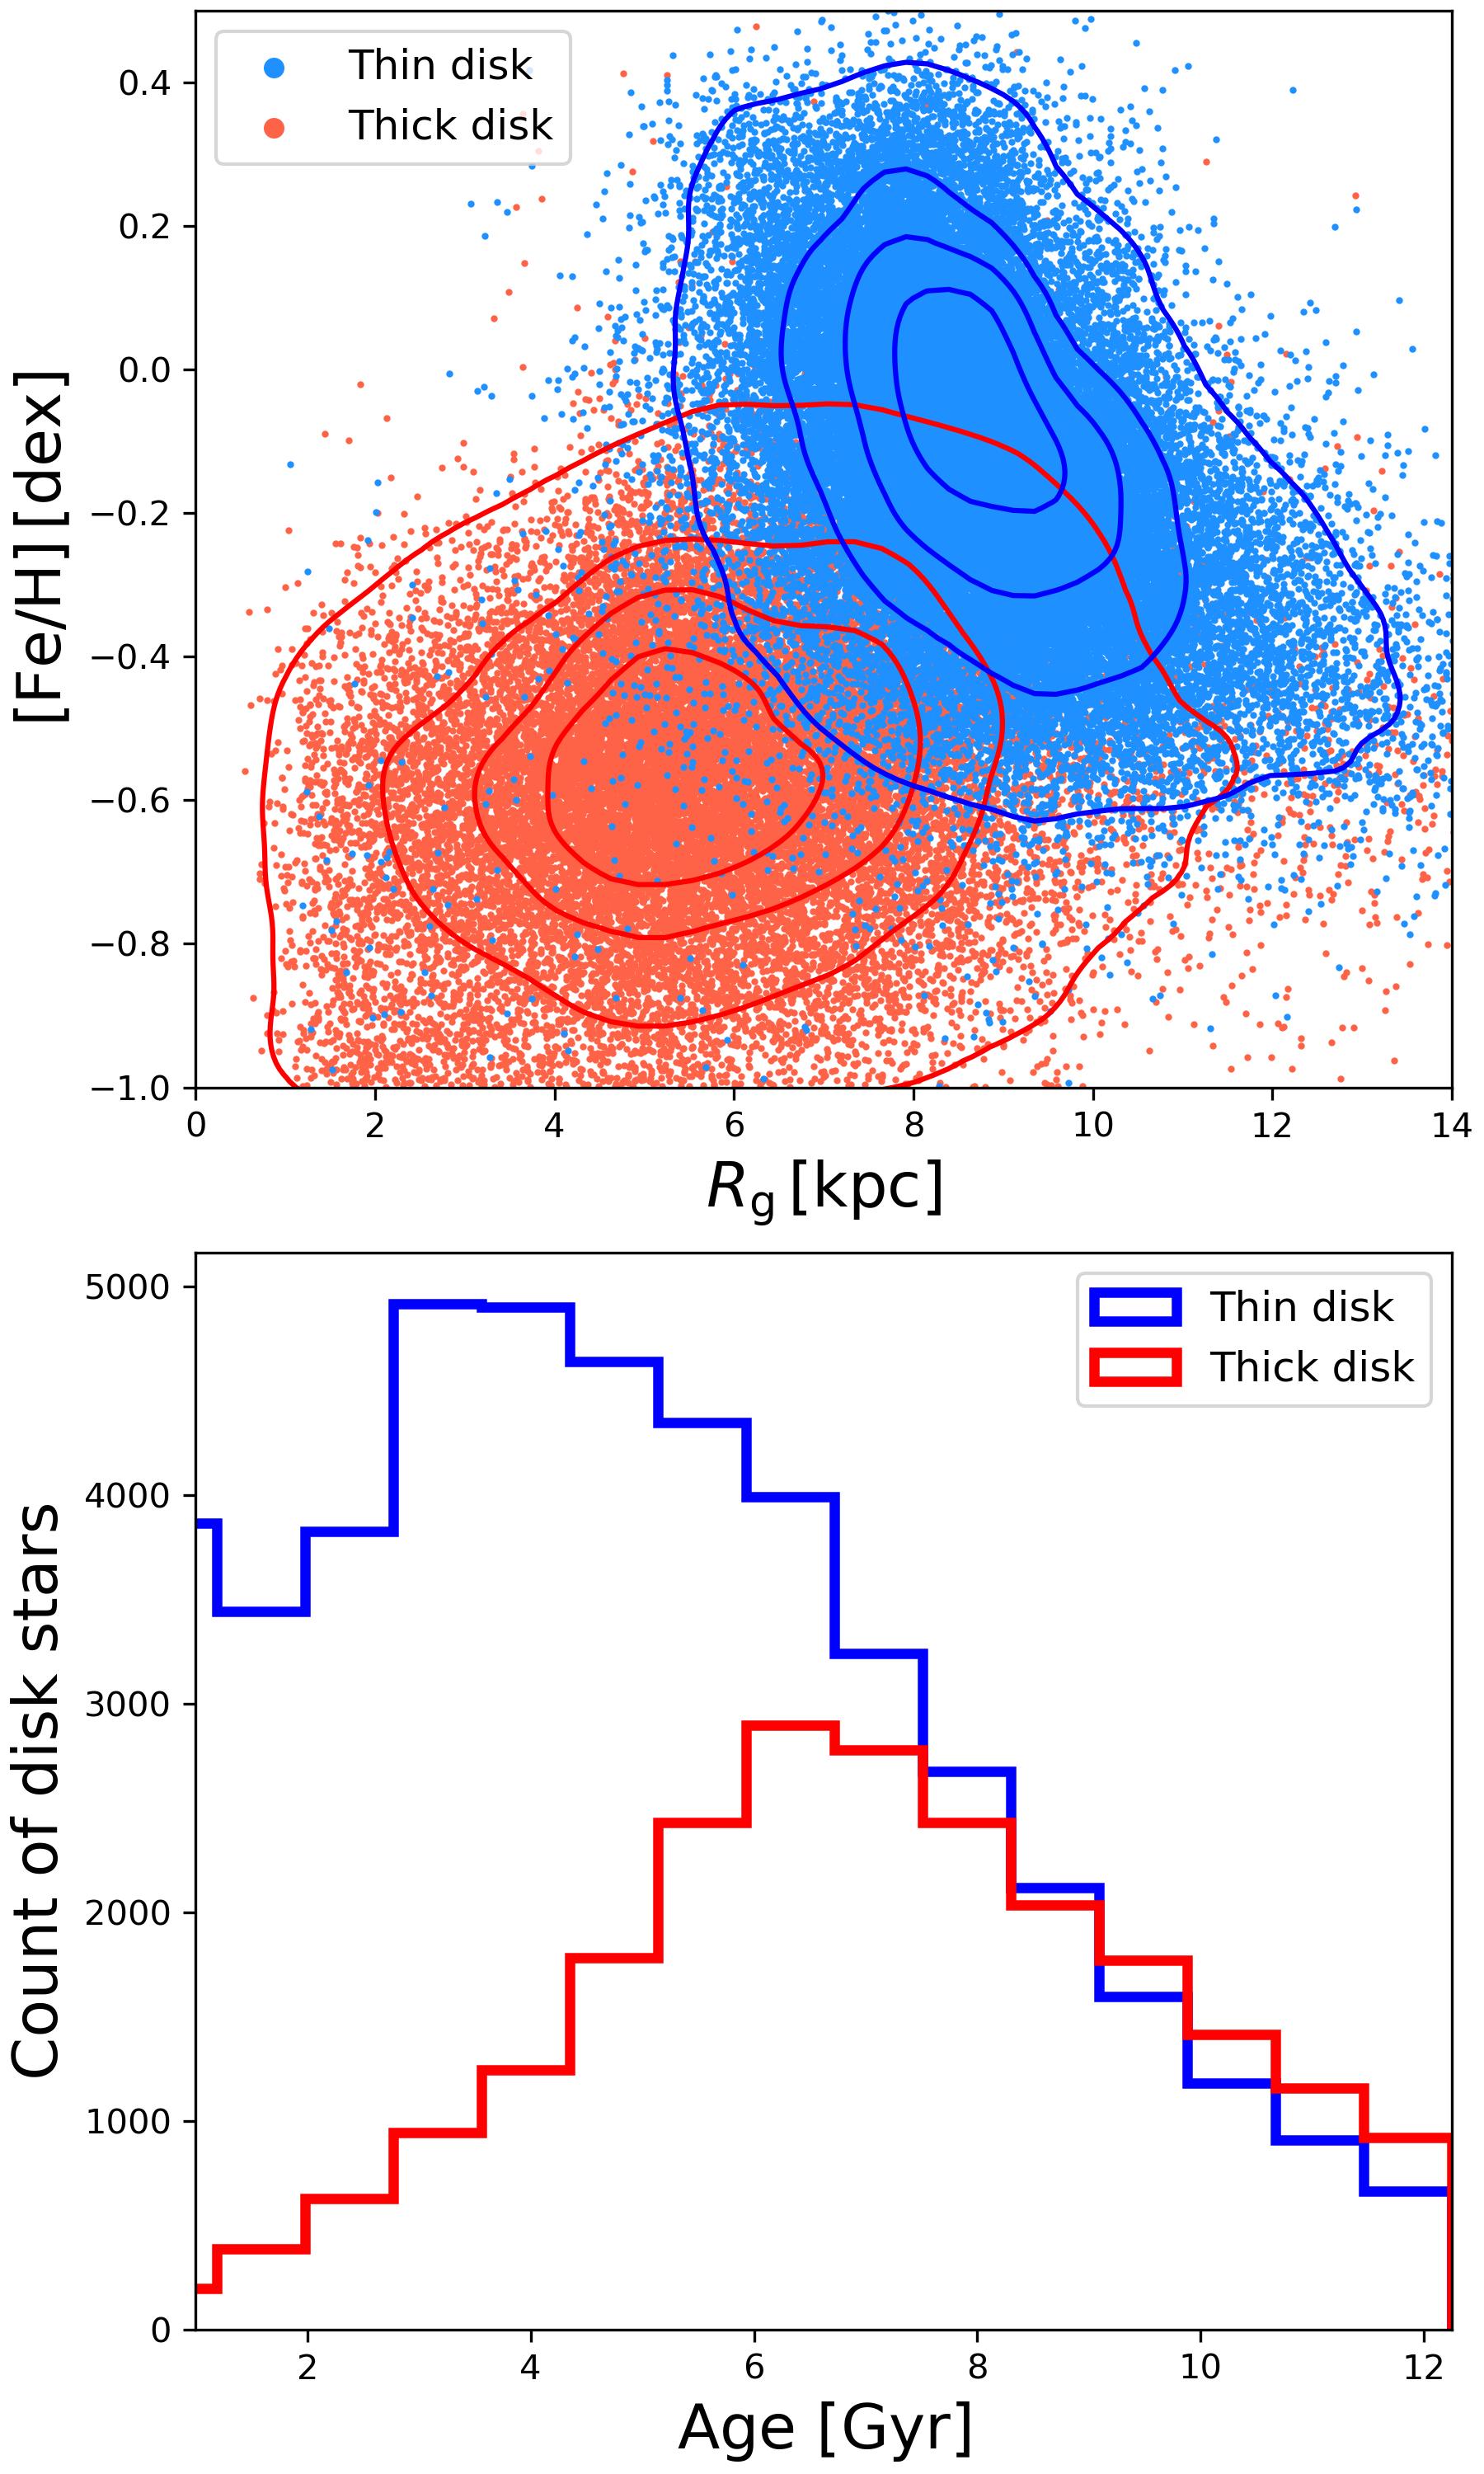 Thin disk
Thick disk
0.4
0.2
0.0
−0.2
−0.4
−0.6
−0.8
−1.0
[Fe/H] [dex]
0 2 4 6 8 10 12 14
Rg [kpc]
Thin disk
Thick disk
5000
4000
3000
2000
1000
0
Count of disk stars
2 4 6 8 10 12
Age [Gyr]